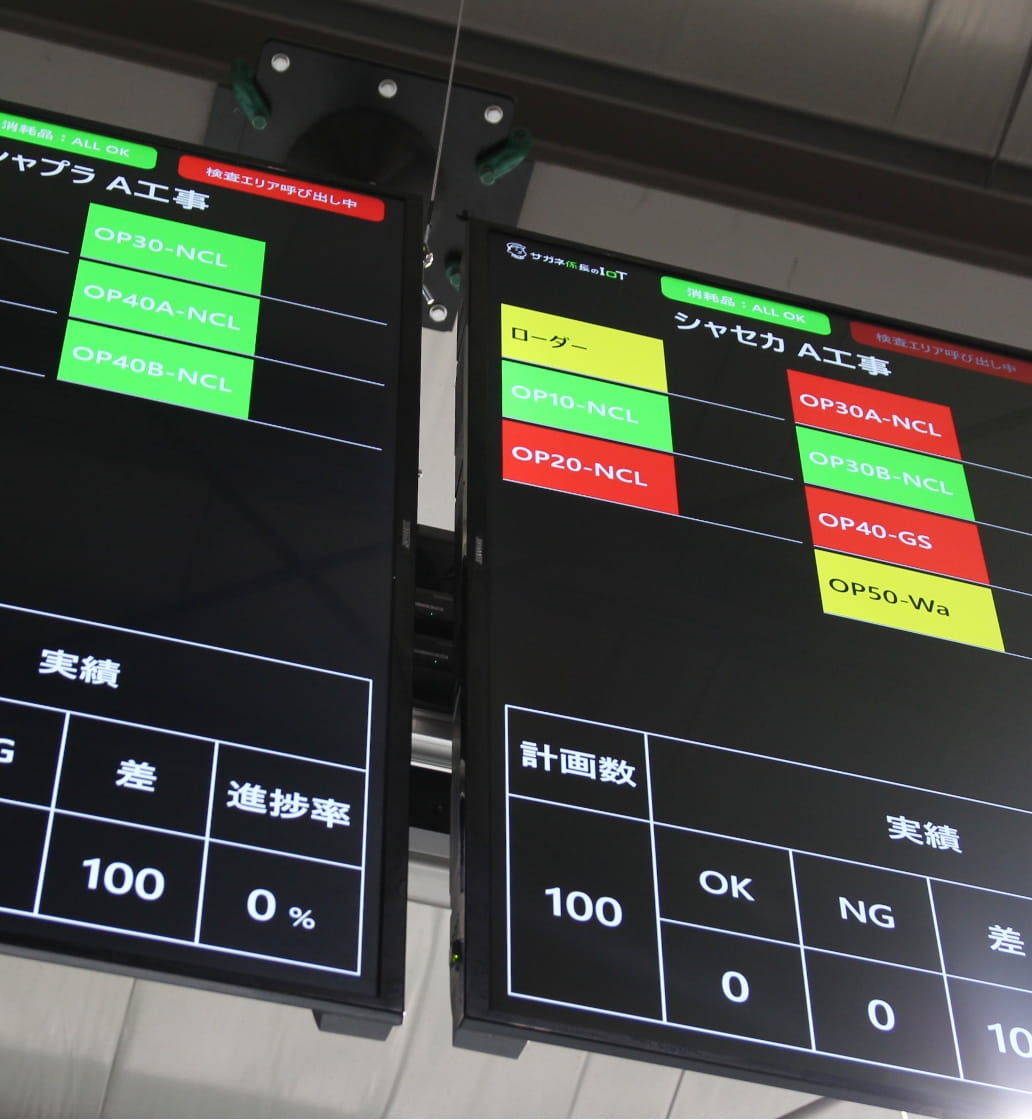 消耗品：ALL OK
検査エリア呼び出し中
シャプラ A工事
OP30-NCL
OP40A-NCL
OP40B-NCL
実績
G
差
進捗率
100
0 %
サガネ係長のIoT
消耗品：ALL OK
検査エリア呼び出し中
シャセカ A工事
ローダー
OP10-NCL
OP20-NCL
OP30A-NCL
OP30B-NCL
OP40-GS
OP50-Wa
計画数
実績
OK
NG
差
100
0
0
10